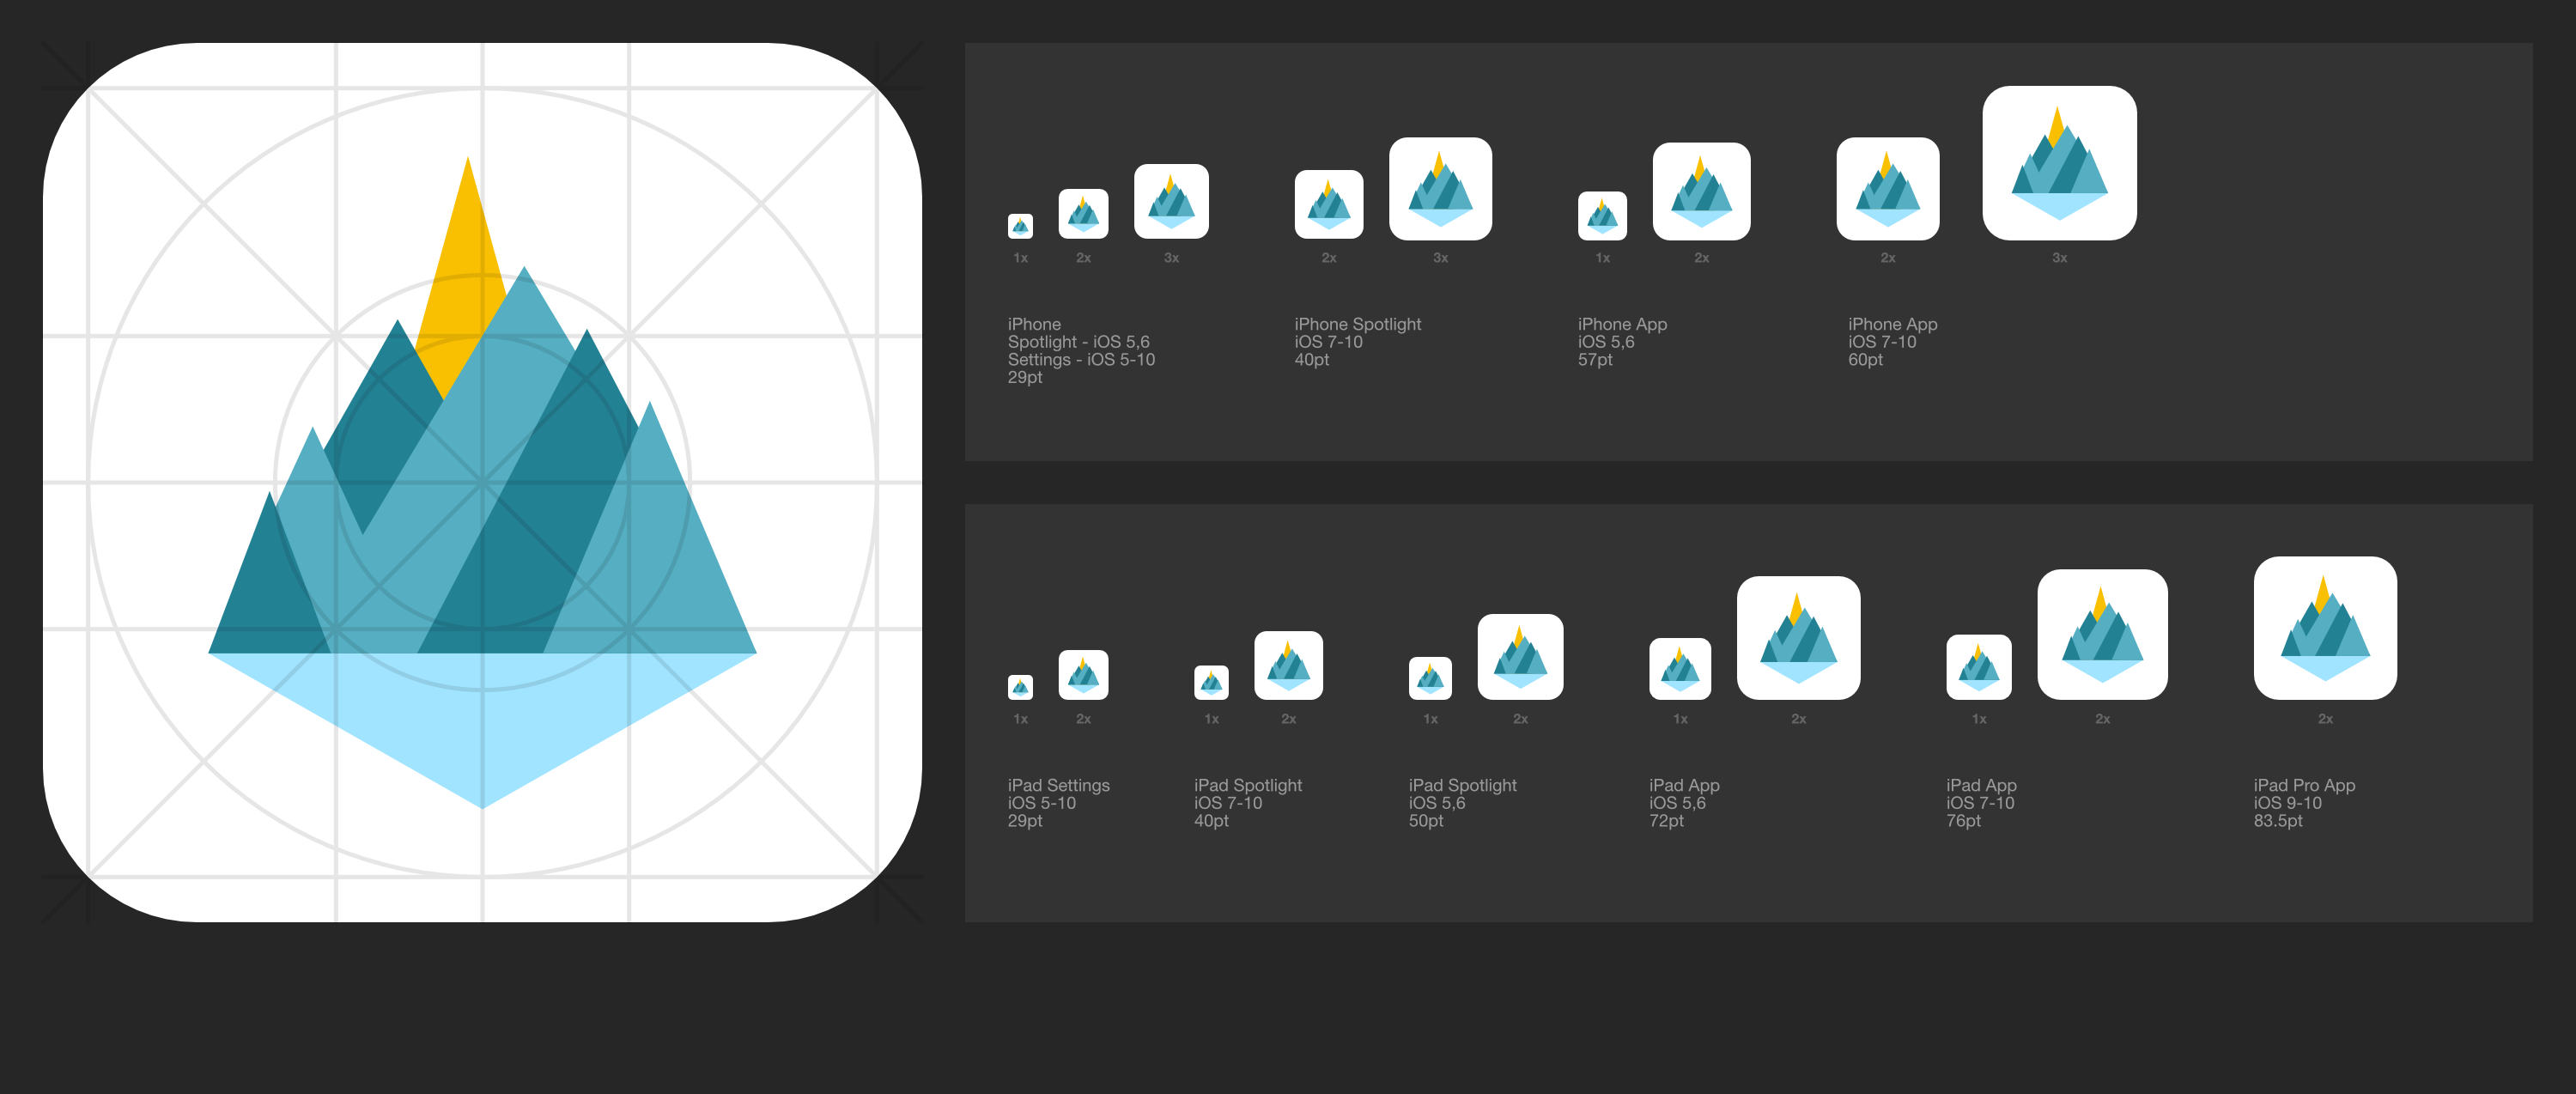 1x
2x
3x
2x
3x
1x
2x
2x
3x
iPhone
Spotlight - iOS 5,6
Settings - iOS 5-10
29pt
iPhone Spotlight
iOS 7-10
40pt
iPhone App
iOS 5,6
57pt
iPhone App
iOS 7-10
60pt
1x
2x
1x
2x
1x
2x
1x
2x
1x
2x
2x
iPad Settings
iOS 5-10
29pt
iPad Spotlight
iOS 7-10
40pt
iPad Spotlight
iOS 5,6
50pt
iPad App
iOS 5,6
72pt
iPad App
iOS 7-10
76pt
iPad Pro App
iOS 9-10
83.5pt